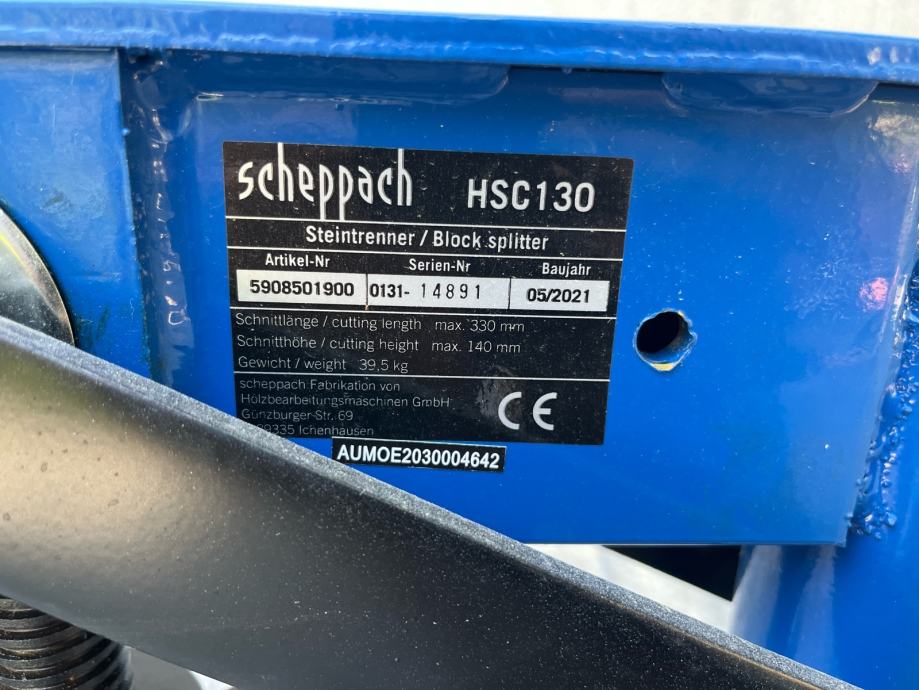 scheppach HSC130
Steintrenner / Block splitter
Artikel-Nr Serien-Nr Baujahr
5908501900 0131- 14891 05/2021
Schnittlänge / cutting length max. 330 mm
Schnitthöhe / cutting height max. 140 mm
Gewicht / weight 39,5 kg
scheppach Fabrikation von
Holzbearbeitungsmaschinen GmbH
Günzburger Str. 69
89335 Ichenhausen
CE
AUMOE2030004642